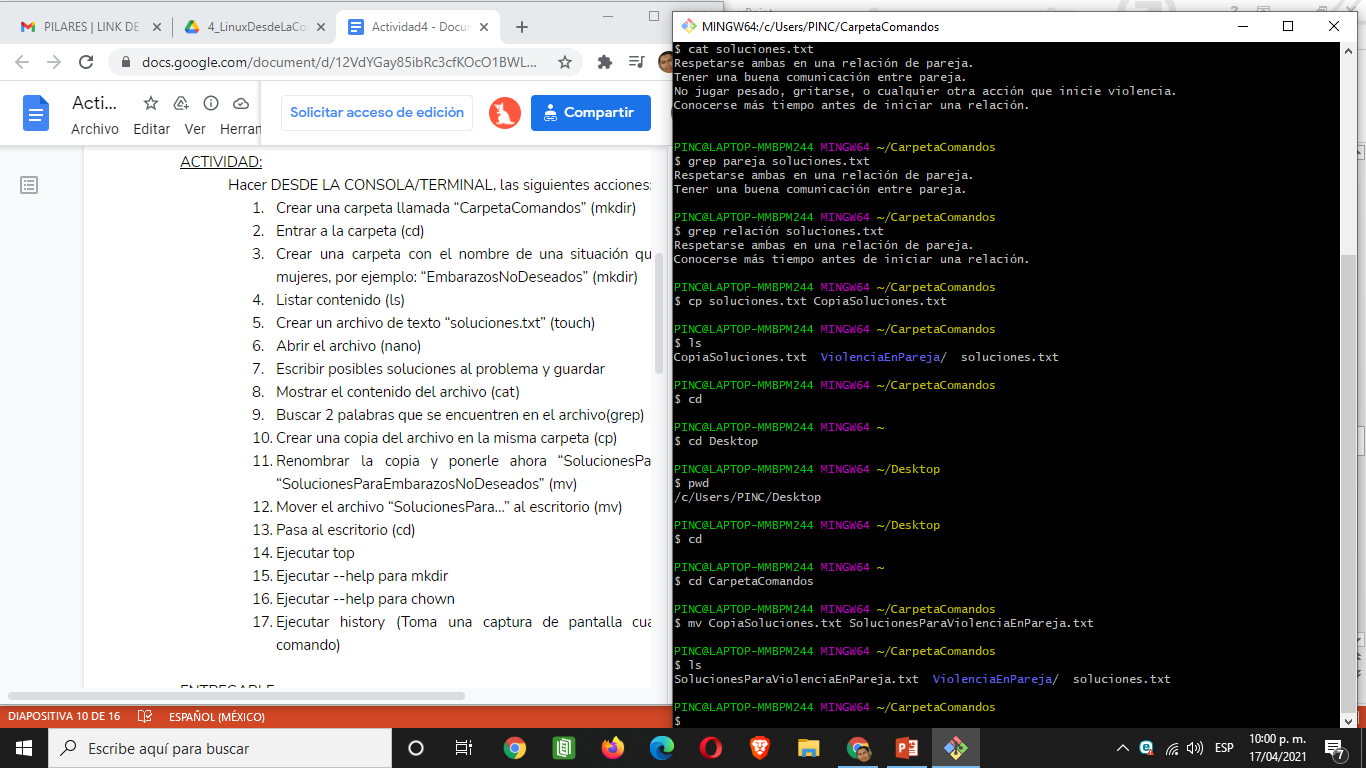 PILARES | LINK DE
4_LinuxDesdeLaCo
Actividad4 - Docun
docs.google.com/document/d/12VdYGay85ibRc3cfKOcO1BWL...
Acti...
Archivo Editar Ver Herran
Solicitar acceso de edición
Compartir
ACTIVIDAD:
Hacer DESDE LA CONSOLA/TERMINAL, las siguientes acciones:
1. Crear una carpeta llamada “CarpetaComandos” (mkdir)
2. Entrar a la carpeta (cd)
3. Crear una carpeta con el nombre de una situación qu
mujeres, por ejemplo: “EmbarazosNoDeseados” (mkdir)
4. Listar contenido (ls)
5. Crear un archivo de texto “soluciones.txt” (touch)
6. Abrir el archivo (nano)
7. Escribir posibles soluciones al problema y guardar
8. Mostrar el contenido del archivo (cat)
9. Buscar 2 palabras que se encuentren en el archivo(grep)
10. Crear una copia del archivo en la misma carpeta (cp)
11. Renombrar la copia y ponerle ahora “SolucionesPa
“SolucionesParaEmbarazosNoDeseados” (mv)
12. Mover el archivo “SolucionesPara...” al escritorio (mv)
13. Pasa al escritorio (cd)
14. Ejecutar top
15. Ejecutar --help para mkdir
16. Ejecutar --help para chown
17. Ejecutar history (Toma una captura de pantalla cua
comando)
ENTREGABLE
DIAPOSITIVA 10 DE 16 ESPAÑOL (MÉXICO)
MINGW64:/c/Users/PINC/CarpetaComandos
$ cat soluciones.txt
Respetarse ambas en una relación de pareja.
Tener una buena comunicación entre pareja.
No jugar pesado, gritarse, o cualquier otra acción que inicie violencia.
Conocerse más tiempo antes de iniciar una relación.
PINC@LAPTOP-MMBPM244 MINGW64 ~/CarpetaComandos
$ grep pareja soluciones.txt
Respetarse ambas en una relación de pareja.
Tener una buena comunicación entre pareja.
PINC@LAPTOP-MMBPM244 MINGW64 ~/CarpetaComandos
$ grep relación soluciones.txt
Respetarse ambas en una relación de pareja.
Conocerse más tiempo antes de iniciar una relación.
PINC@LAPTOP-MMBPM244 MINGW64 ~/CarpetaComandos
$ cp soluciones.txt CopiaSoluciones.txt
PINC@LAPTOP-MMBPM244 MINGW64 ~/CarpetaComandos
$ ls
CopiaSoluciones.txt ViolenciaEnPareja/ soluciones.txt
PINC@LAPTOP-MMBPM244 MINGW64 ~/CarpetaComandos
$ cd
PINC@LAPTOP-MMBPM244 MINGW64 ~
$ cd Desktop
PINC@LAPTOP-MMBPM244 MINGW64 ~/Desktop
$ pwd
/c/Users/PINC/Desktop
PINC@LAPTOP-MMBPM244 MINGW64 ~/Desktop
$ cd
PINC@LAPTOP-MMBPM244 MINGW64 ~
$ cd CarpetaComandos
PINC@LAPTOP-MMBPM244 MINGW64 ~/CarpetaComandos
$ mv CopiaSoluciones.txt SolucionesParaViolenciaEnPareja.txt
PINC@LAPTOP-MMBPM244 MINGW64 ~/CarpetaComandos
$ ls
SolucionesParaViolenciaEnPareja.txt ViolenciaEnPareja/ soluciones.txt
PINC@LAPTOP-MMBPM244 MINGW64 ~/CarpetaComandos
$
Escribe aquí para buscar
ESP
10:00 p. m.
17/04/2021
7